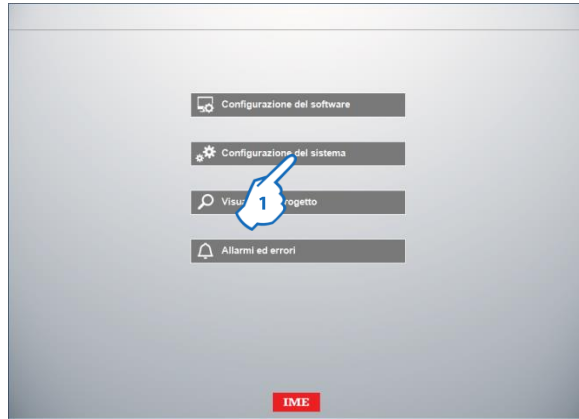 Configurazione del software
Configurazione del sistema
1
Allarmi ed errori
IME